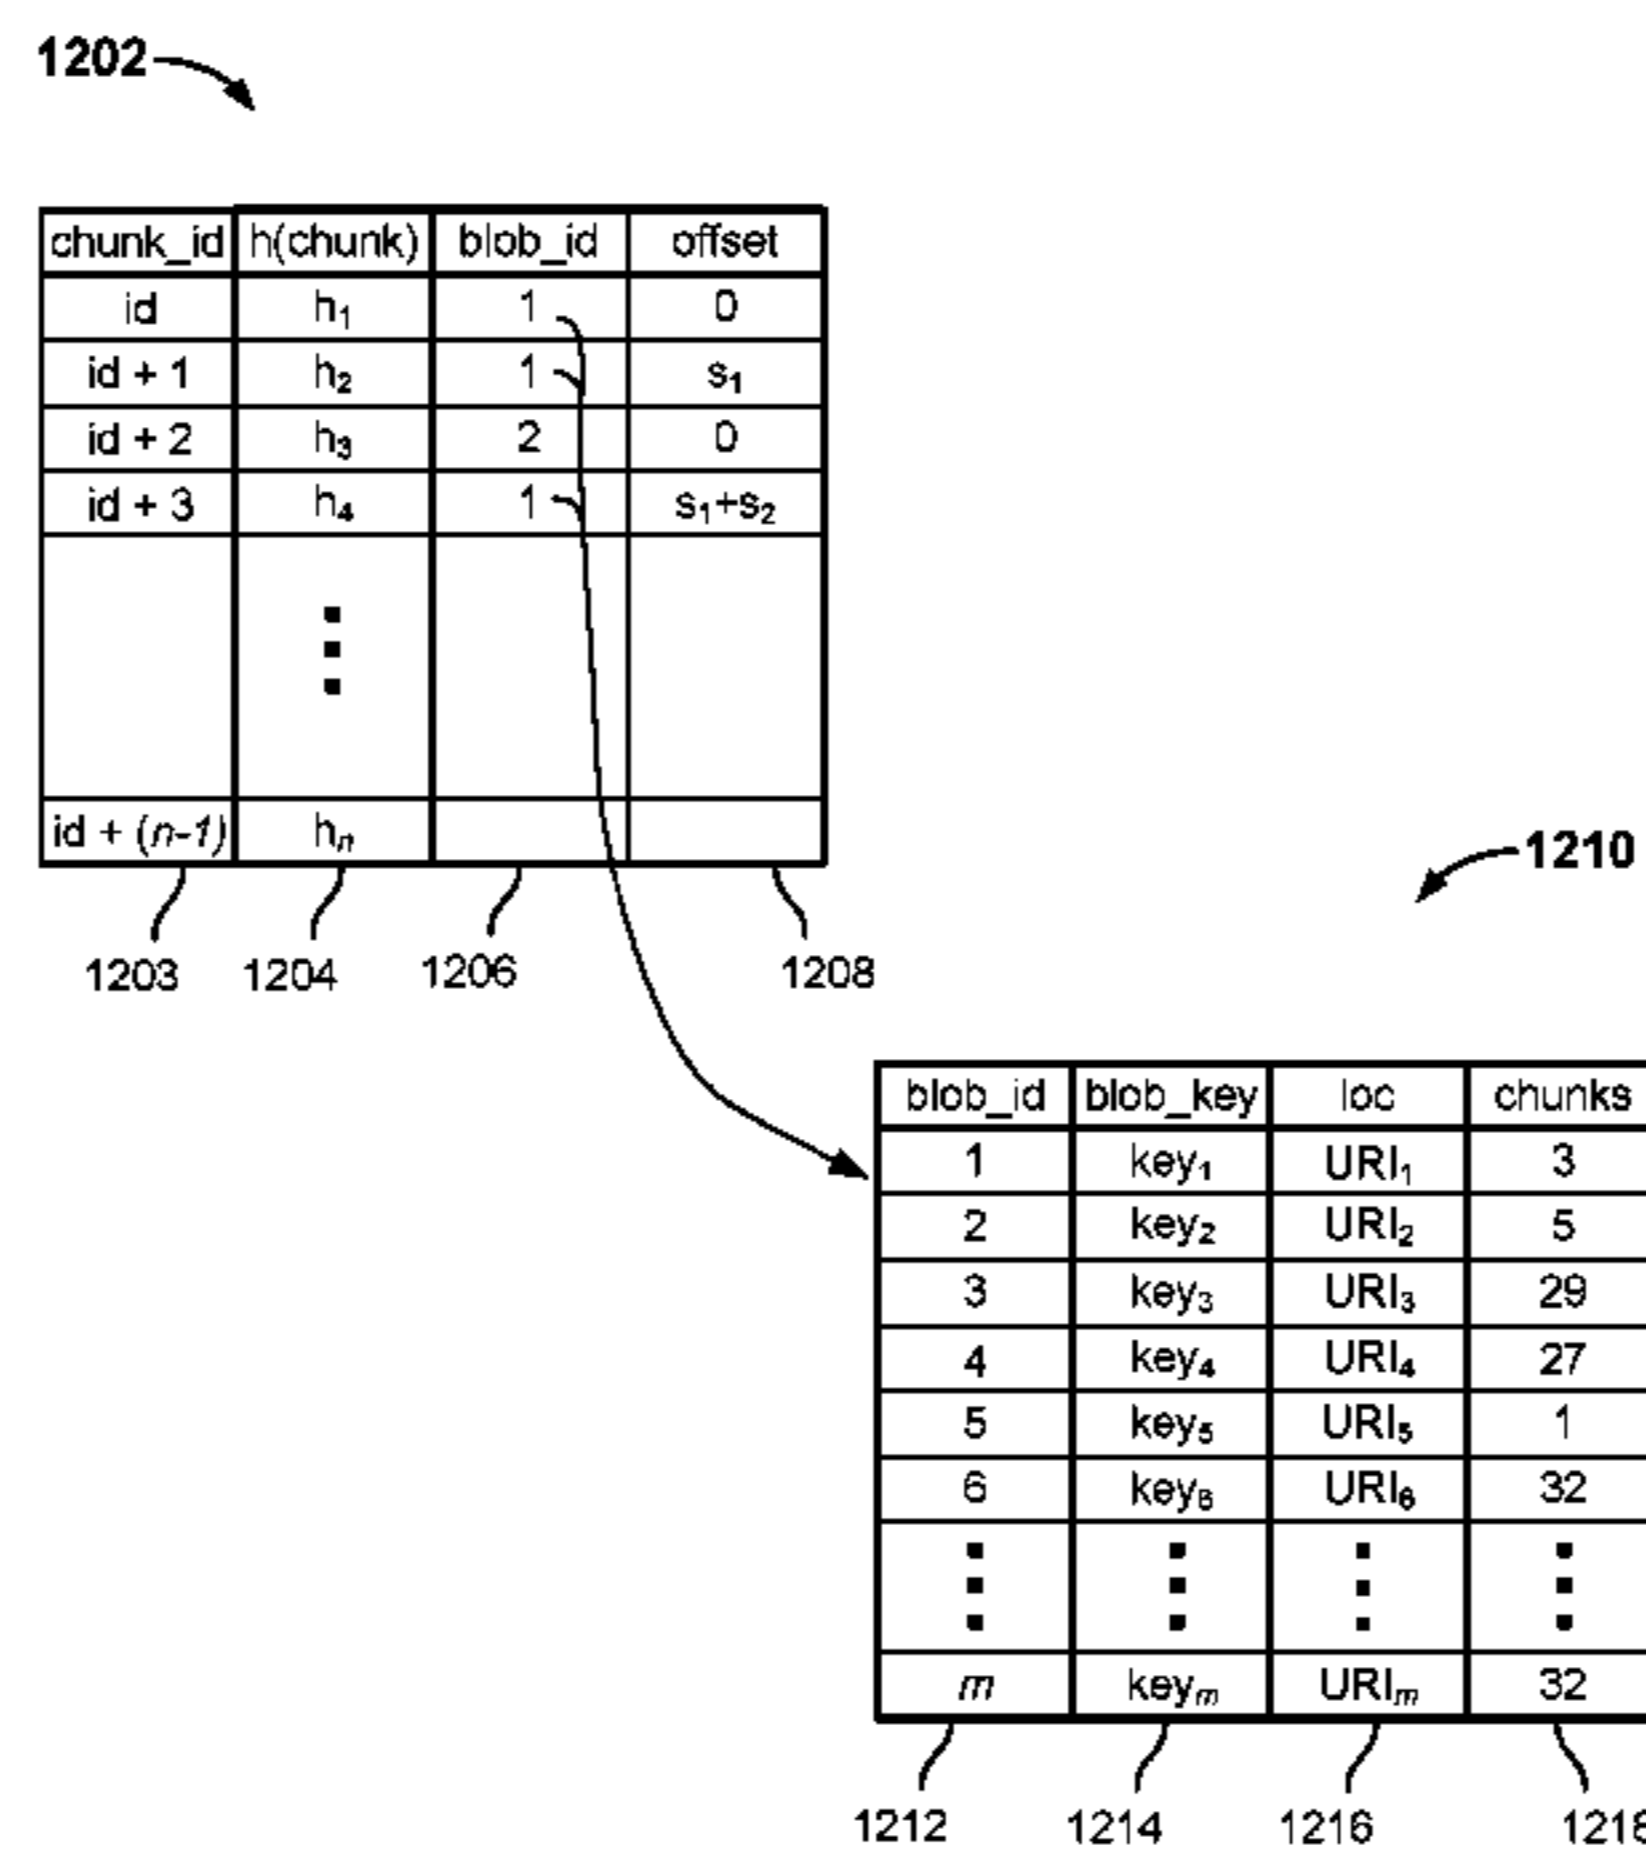 1202
chunk_id h(chunk) blob_id offset
id h₁ 1 0
id + 1 h₂ 1 s₁
id + 2 h₃ 2 0
id + 3 h₄ 1 s₁+s₂
id + (n-1) hₙ
1203 1204 1206 1208
1210
blob_id blob_key loc chunks
1 key₁ URI₁ 3
2 key₂ URI₂ 5
3 key₃ URI₃ 29
4 key₄ URI₄ 27
5 key₅ URI₅ 1
6 key₆ URI₆ 32
m keyₘ URIₘ 32
1212 1214 1216 1218